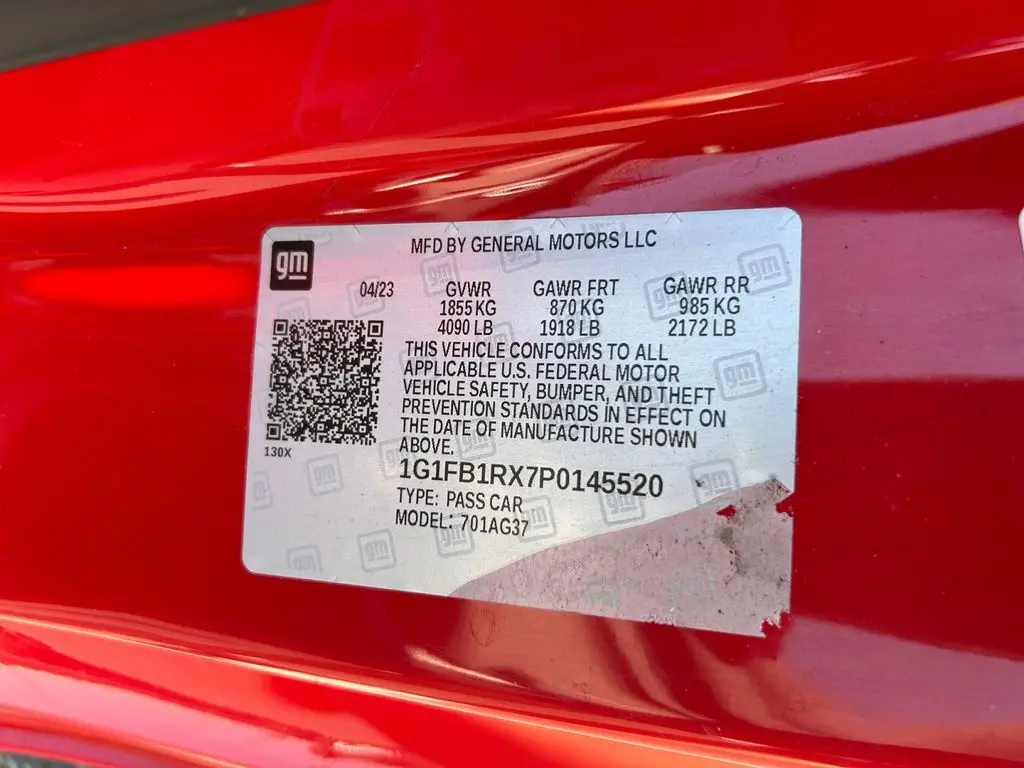 gm
MFD BY GENERAL MOTORS LLC
04/23 GVWR GAWR FRT GAWR RR
1855 KG 870 KG 985 KG
4090 LB 1918 LB 2172 LB
THIS VEHICLE CONFORMS TO ALL
APPLICABLE U.S. FEDERAL MOTOR
VEHICLE SAFETY, BUMPER, AND THEFT
PREVENTION STANDARDS IN EFFECT ON
THE DATE OF MANUFACTURE SHOWN
ABOVE.
130X
1G1FB1RX7P0145520
TYPE: PASS CAR
MODEL: 701AG37